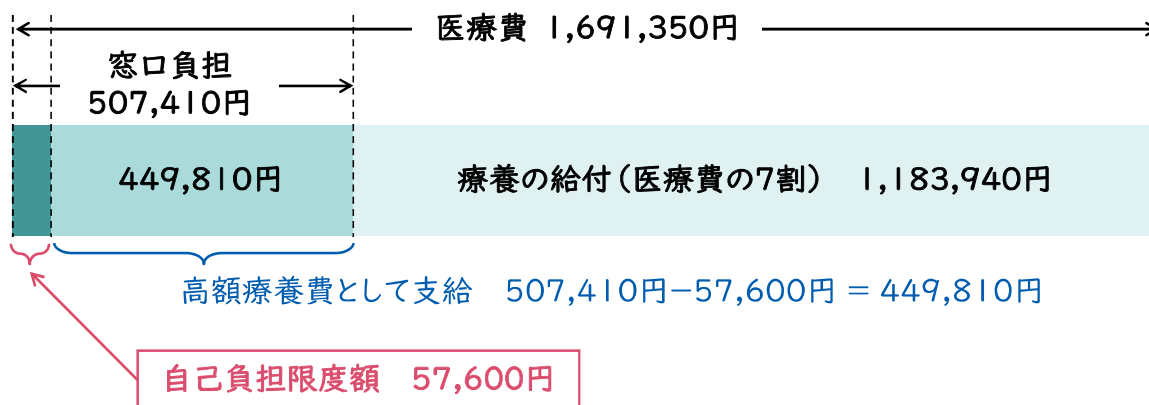 医療費 1,691,350円
窓口負担
507,410円
449,810円
療養の給付(医療費の7割) 1,183,940円
高額療養費として支給 507,410円−57,600円 = 449,810円
自己負担限度額 57,600円